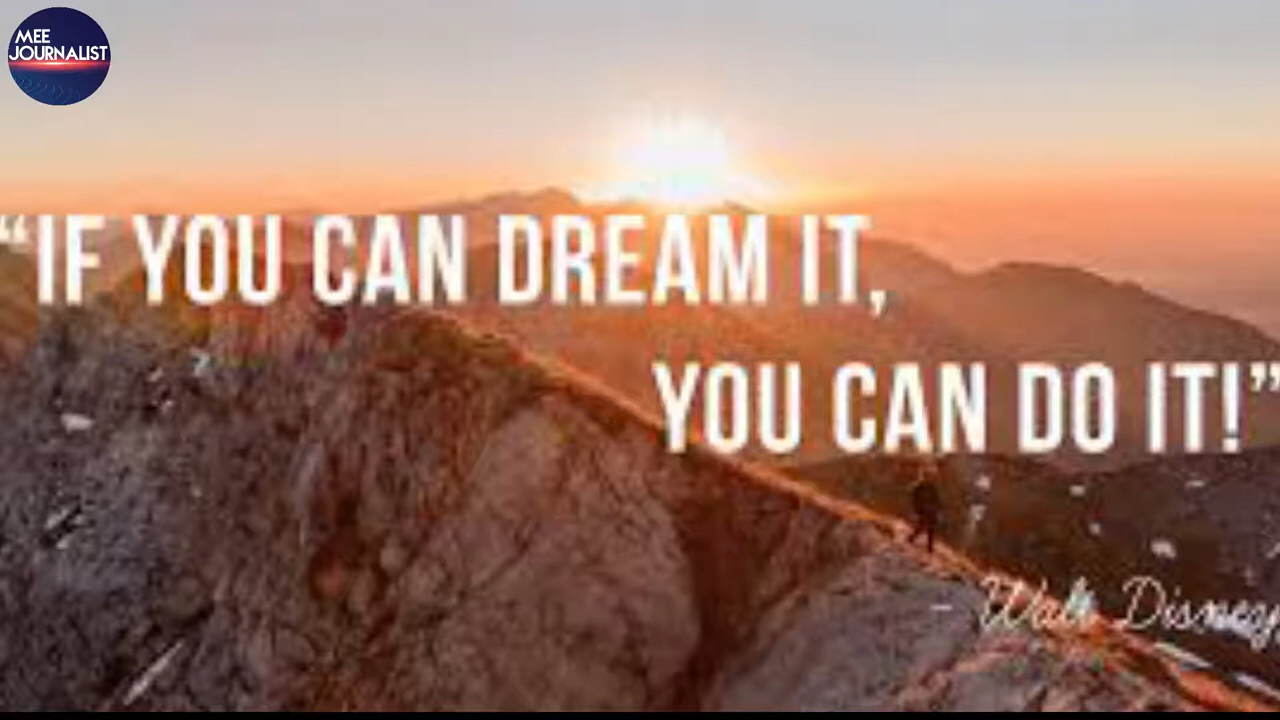 MEE
JOURNALIST
“IF YOU CAN DREAM IT,
YOU CAN DO IT!”
– Walt Disney